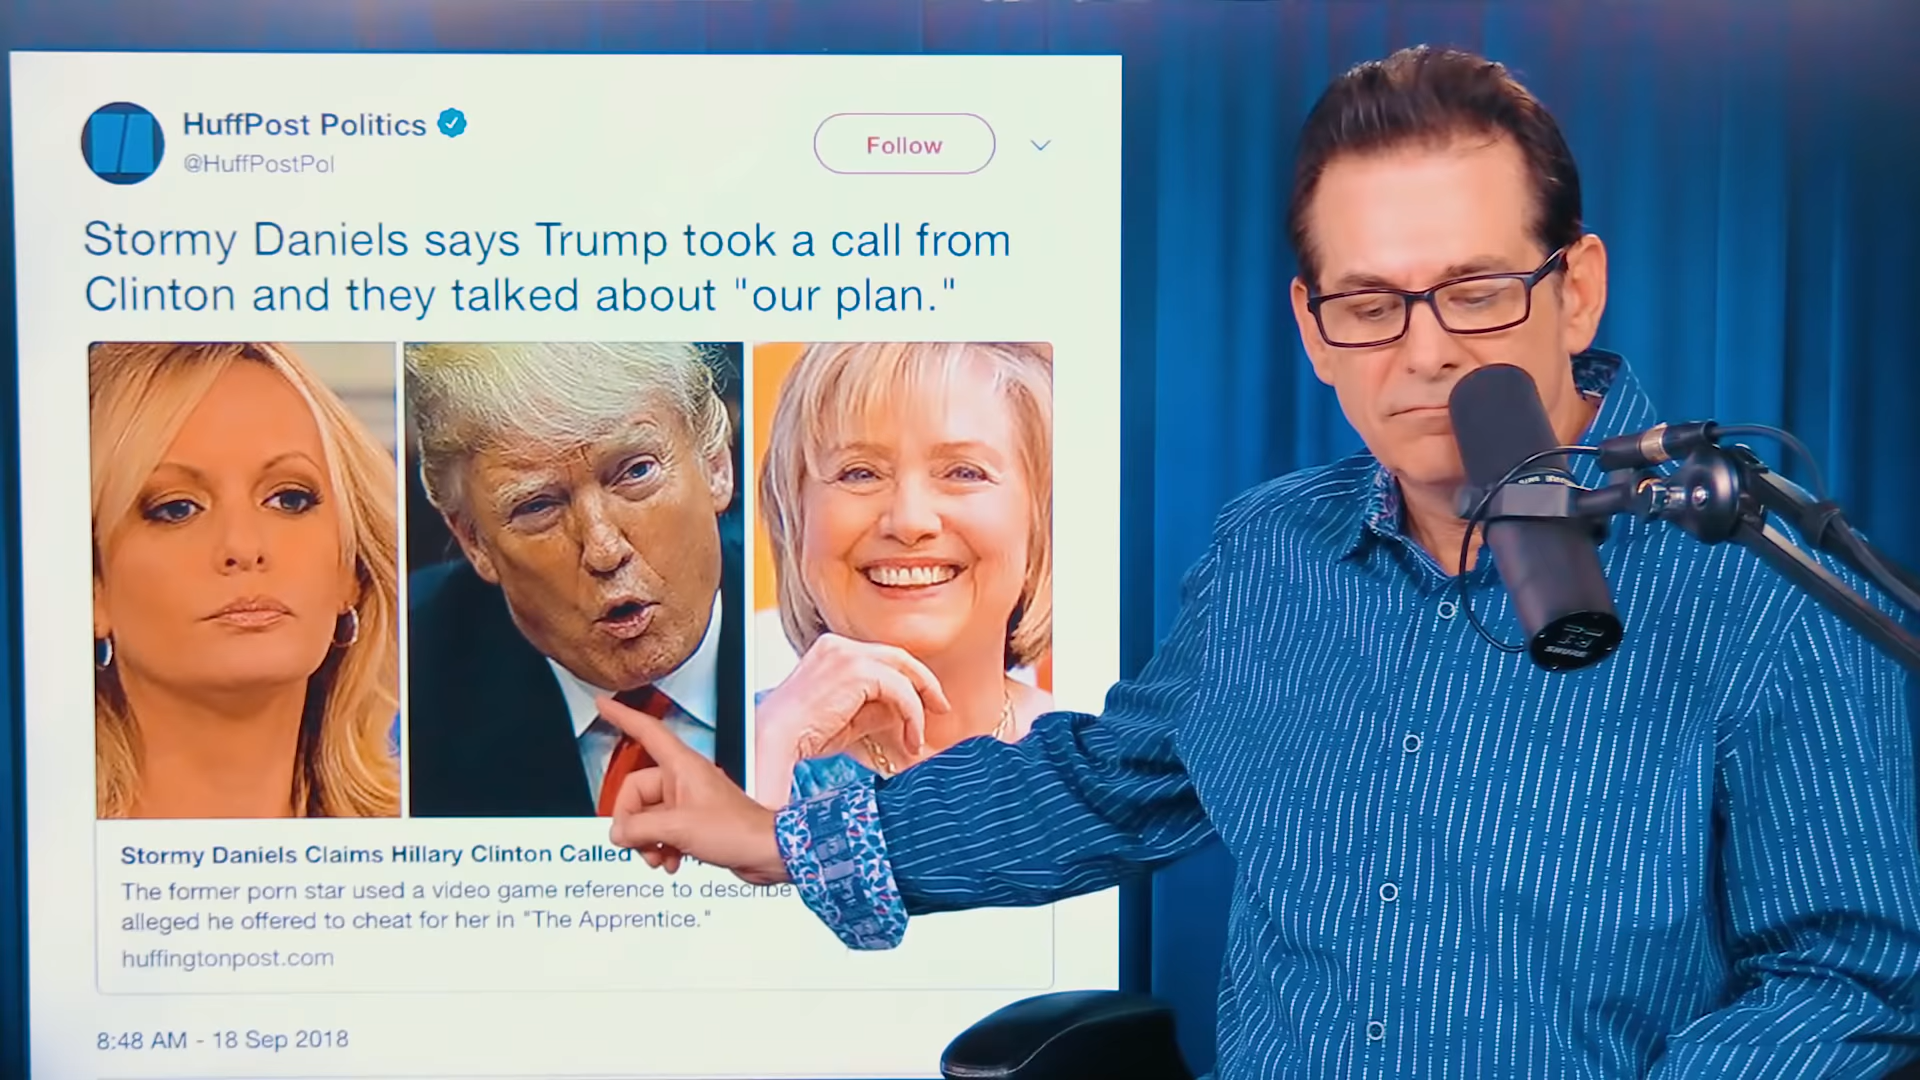 HuffPost Politics
@HuffPostPol
Follow
Stormy Daniels says Trump took a call from
Clinton and they talked about "our plan."
Stormy Daniels Claims Hillary Clinton Called
The former porn star used a video game reference to describe
alleged he offered to cheat for her in "The Apprentice."
huffingtonpost.com
8:48 AM - 18 Sep 2018
SHURE